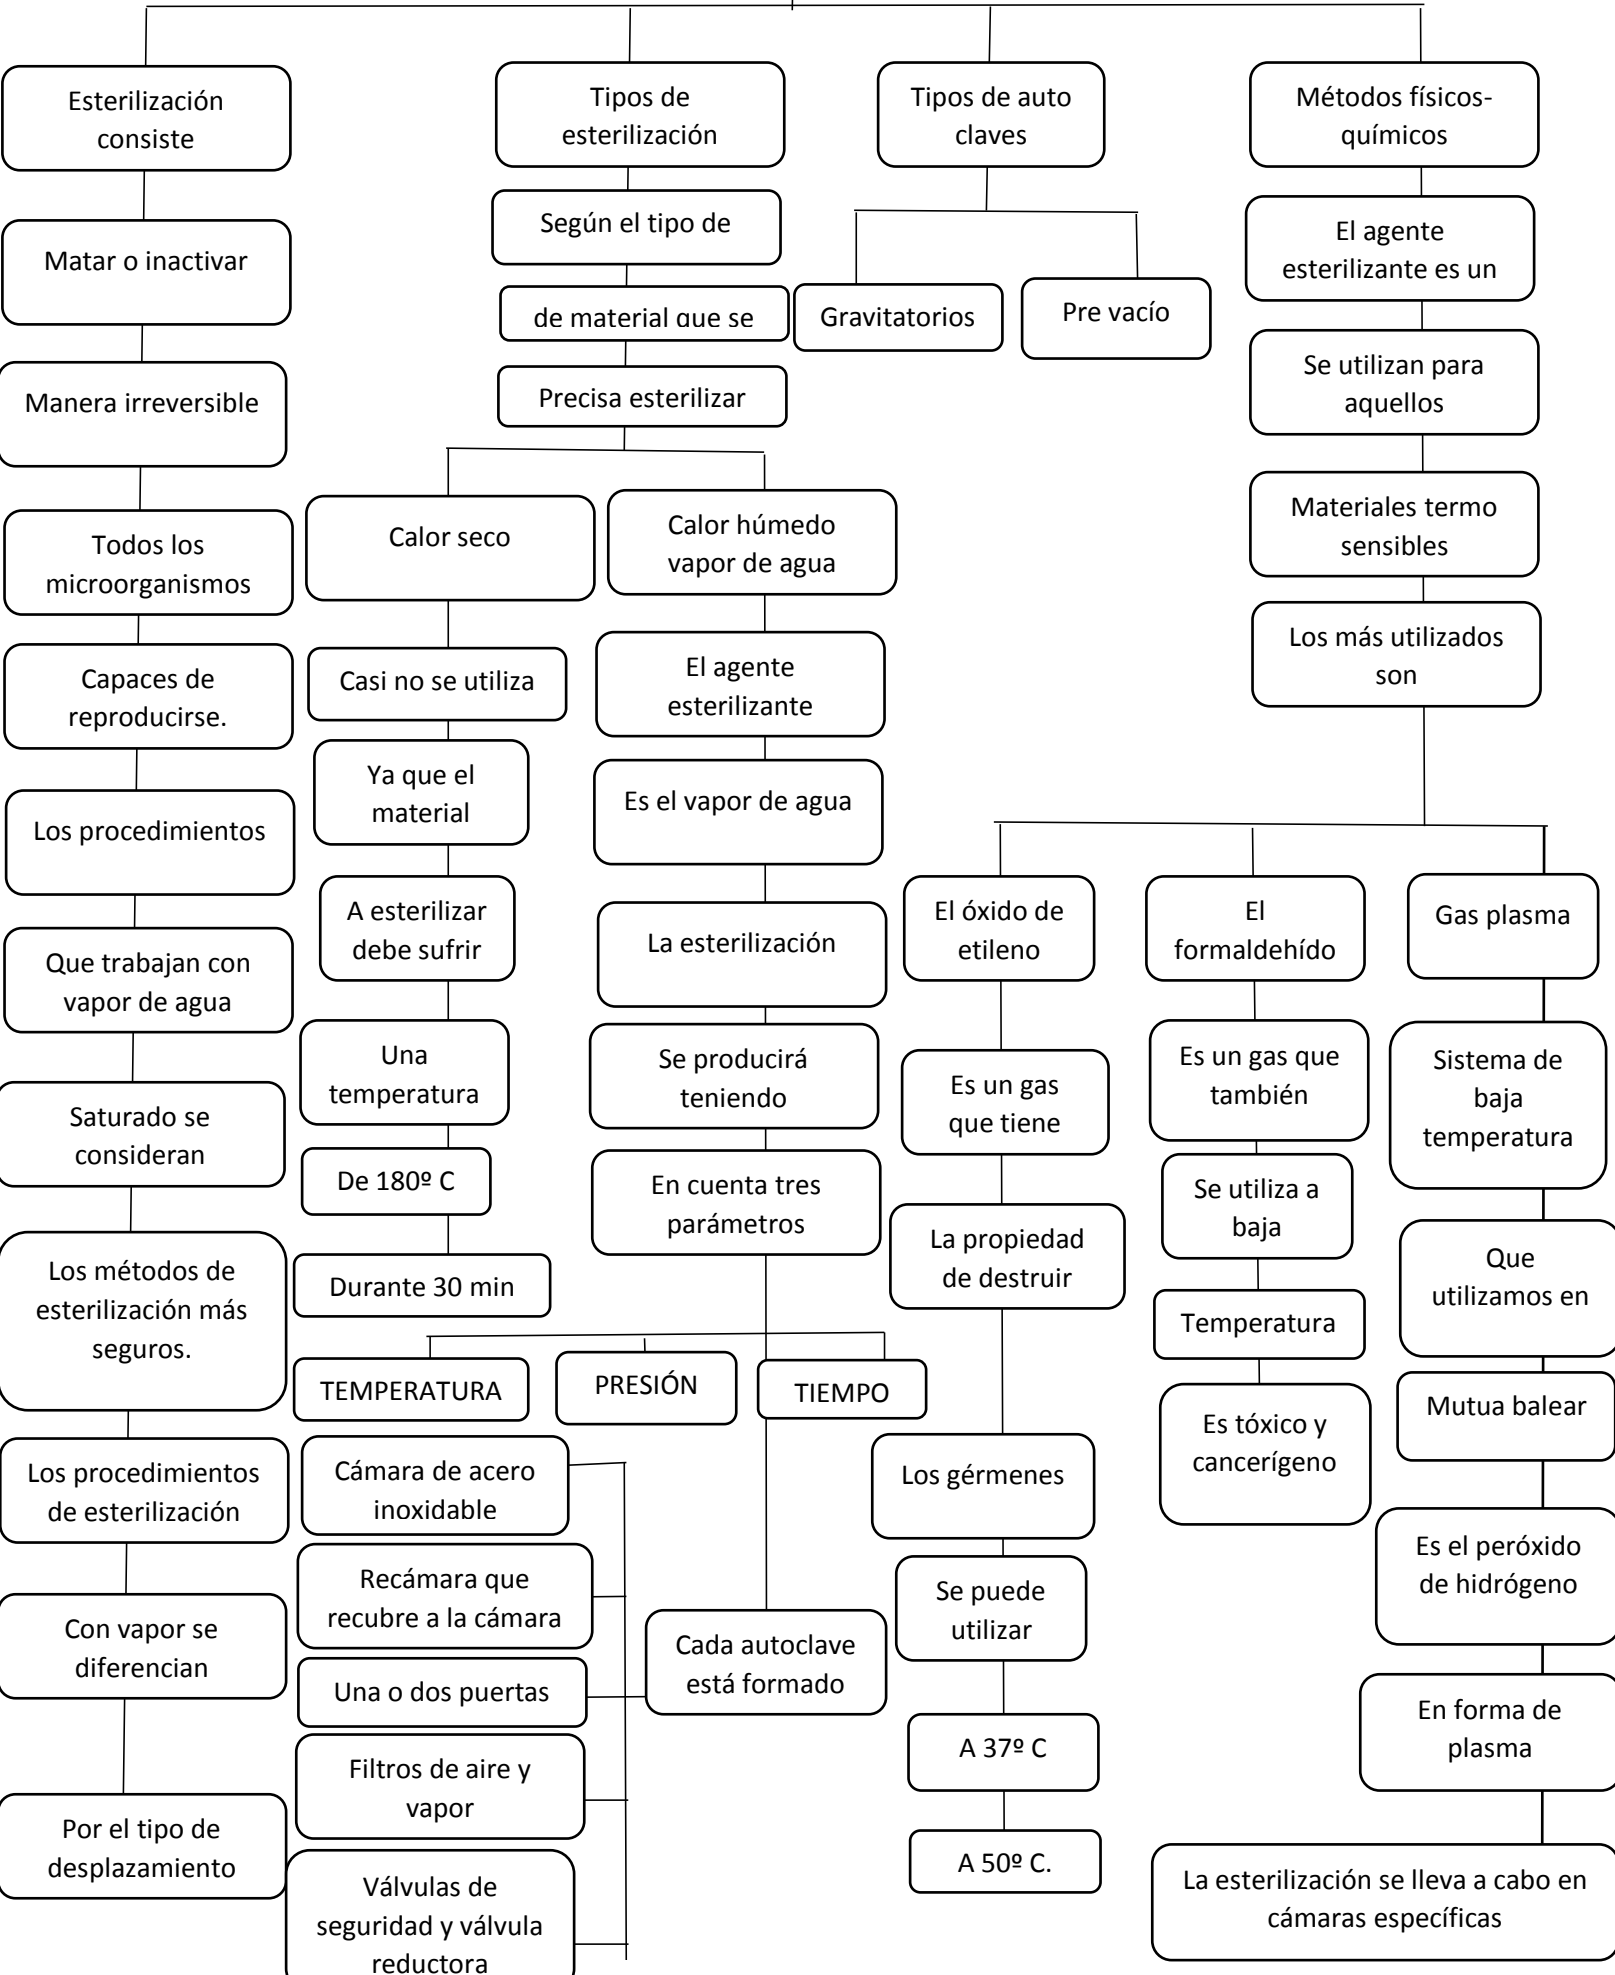 Esterilización
consiste
Matar o inactivar
Manera irreversible
Todos los
microorganismos
Capaces de
reproducirse.
Los procedimientos
Que trabajan con
vapor de agua
Saturado se
consideran
Los métodos de
esterilización más
seguros.
Los procedimientos
de esterilización
Con vapor se
diferencian
Por el tipo de
desplazamiento
Tipos de
esterilización
Según el tipo de
de material que se
Precisa esterilizar
Calor seco
Casi no se utiliza
Ya que el
material
A esterilizar
debe sufrir
Una
temperatura
De 180º C
Durante 30 min
Calor húmedo
vapor de agua
El agente
esterilizante
Es el vapor de agua
La esterilización
Se producirá
teniendo
En cuenta tres
parámetros
TEMPERATURA
PRESIÓN
TIEMPO
Cada autoclave
está formado
Cámara de acero
inoxidable
Recámara que
recubre a la cámara
Una o dos puertas
Filtros de aire y
vapor
Válvulas de
seguridad y válvula
reductora
Tipos de auto
claves
Gravitatorios
Pre vacío
Métodos físicos-
químicos
El agente
esterilizante es un
Se utilizan para
aquellos
Materiales termo
sensibles
Los más utilizados
son
El óxido de
etileno
Es un gas
que tiene
La propiedad
de destruir
Los gérmenes
Se puede
utilizar
A 37º C
A 50º C.
El
formaldehído
Es un gas que
también
Se utiliza a
baja
Temperatura
Es tóxico y
cancerígeno
Gas plasma
Sistema de
baja
temperatura
Que
utilizamos en
Mutua balear
Es el peróxido
de hidrógeno
En forma de
plasma
La esterilización se lleva a cabo en
cámaras específicas